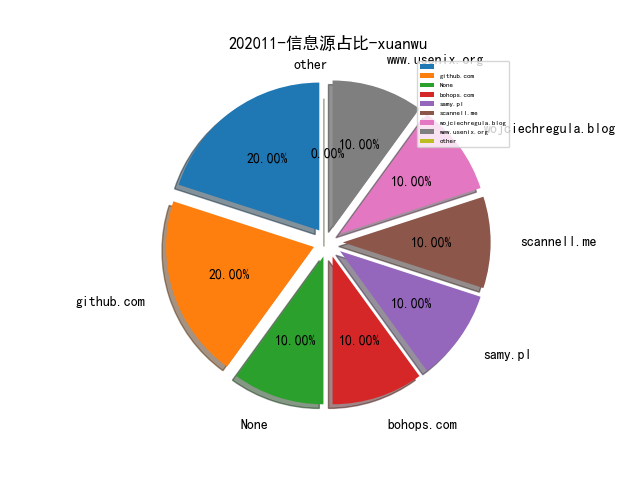 202011-信息源占比-xuanwu
other
www.usenix.org
github.com
None
bohops.com
samy.pl
scannell.me
wojciechregula.blog
www.usenix.org
other
wojciechregula.blog
20.00%
0.00%
10.00%
10.00%
scannell.me
10.00%
github.com
20.00%
10.00%
samy.pl
10.00%
10.00%
None
bohops.com